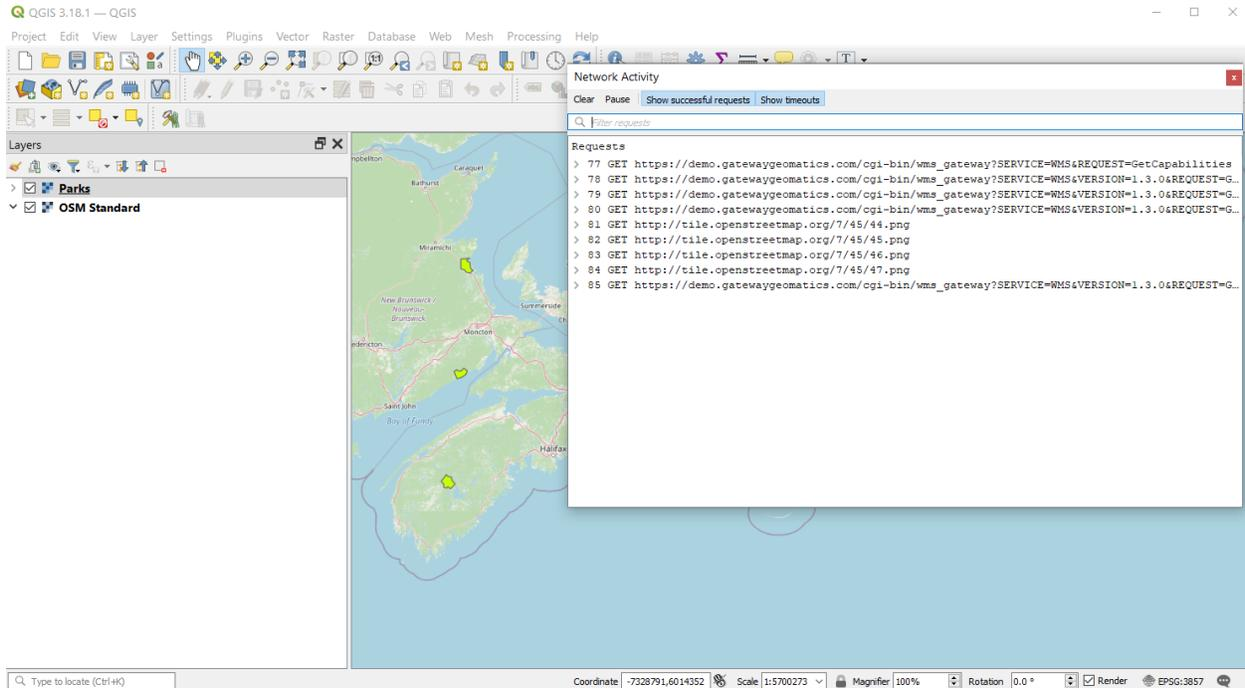 QGIS 3.18.1 — QGIS
Project Edit View Layer Settings Plugins Vector Raster Database Web Mesh Processing Help
Network Activity
Clear Pause Show successful requests Show timeouts
Filter requests
Requests
77 GET https://demo.gatewaygeomatics.com/cgi-bin/wms_gateway?SERVICE=WMS&REQUEST=GetCapabilities
78 GET https://demo.gatewaygeomatics.com/cgi-bin/wms_gateway?SERVICE=WMS&VERSION=1.3.0&REQUEST=G…
79 GET https://demo.gatewaygeomatics.com/cgi-bin/wms_gateway?SERVICE=WMS&VERSION=1.3.0&REQUEST=G…
80 GET https://demo.gatewaygeomatics.com/cgi-bin/wms_gateway?SERVICE=WMS&VERSION=1.3.0&REQUEST=G…
81 GET http://tile.openstreetmap.org/7/45/44.png
82 GET http://tile.openstreetmap.org/7/45/45.png
83 GET http://tile.openstreetmap.org/7/45/46.png
84 GET http://tile.openstreetmap.org/7/45/47.png
85 GET https://demo.gatewaygeomatics.com/cgi-bin/wms_gateway?SERVICE=WMS&VERSION=1.3.0&REQUEST=G…
Layers
Parks
OSM Standard
mpbellton
Caraquet
Bathurst
Miramichi
New Brunswick /
Nouveau-
Brunswick
Summerside
Ch
Moncton
edericton
Saint John
Bay of Fundy
Halifax
Type to locate (Ctrl+K)
Coordinate -7328791,6014352 Scale 1:5700273 Magnifier 100% Rotation 0.0 ° Render EPSG:3857